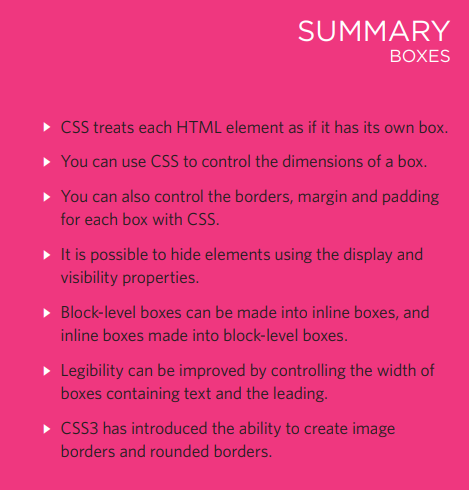 SUMMARY
BOXES
CSS treats each HTML element as if it has its own box.
You can use CSS to control the dimensions of a box.
You can also control the borders, margin and padding
for each box with CSS.
It is possible to hide elements using the display and
visibility properties.
Block-level boxes can be made into inline boxes, and
inline boxes made into block-level boxes.
Legibility can be improved by controlling the width of
boxes containing text and the leading.
CSS3 has introduced the ability to create image
borders and rounded borders.